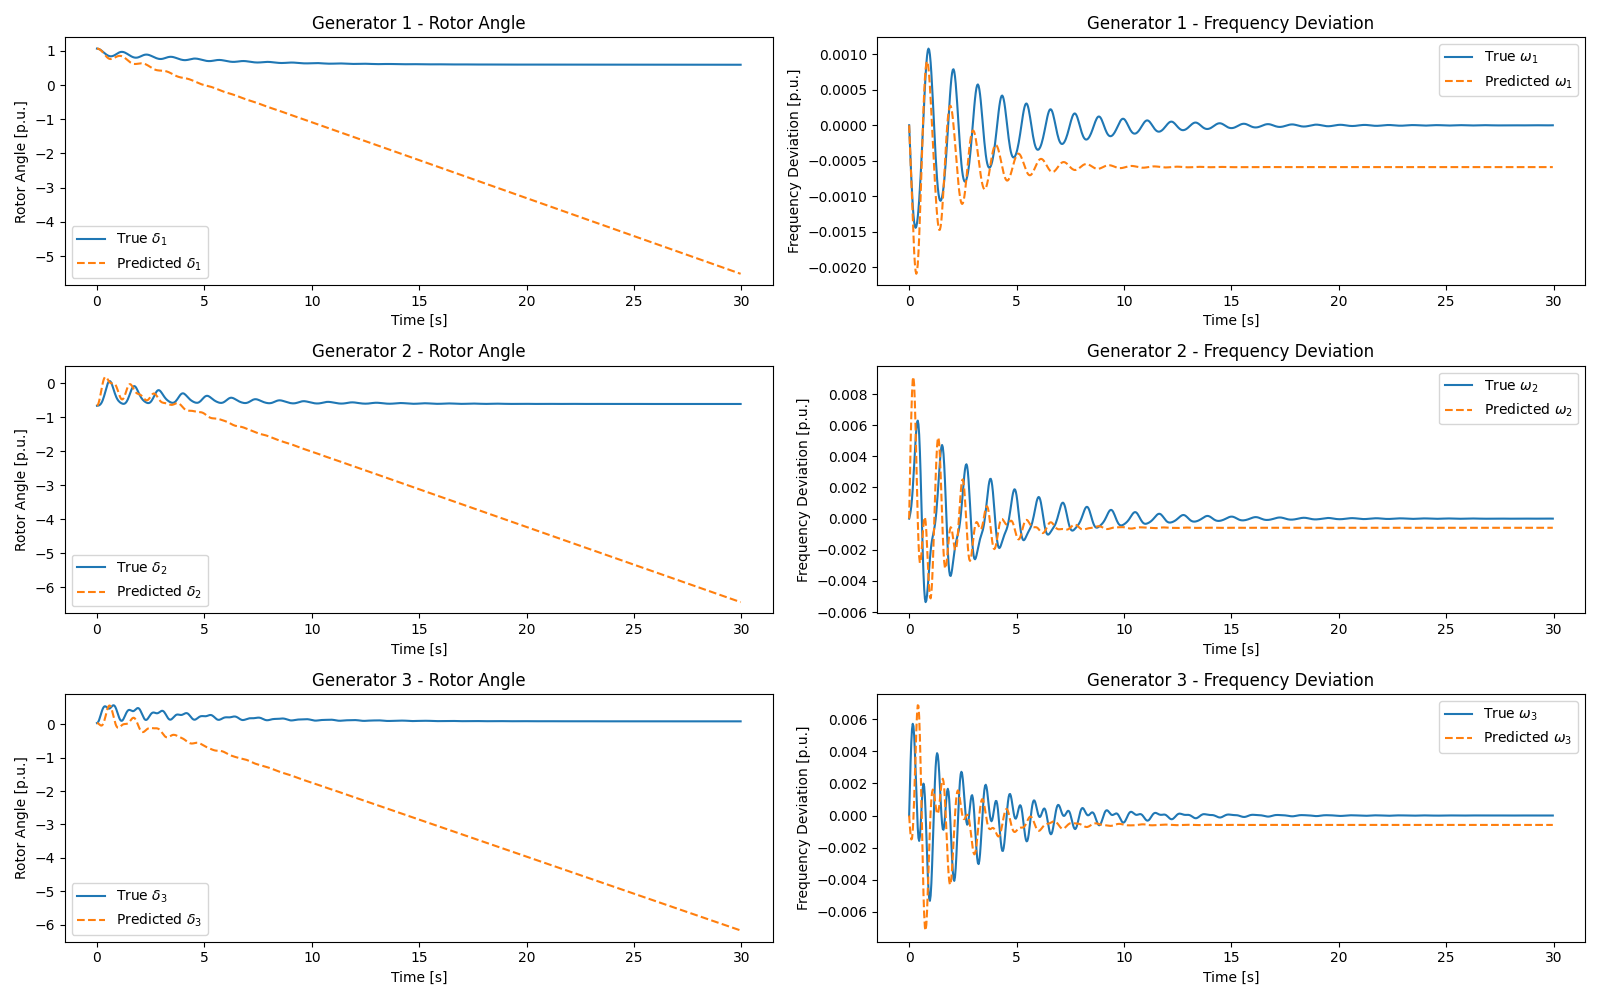 Generator 1 - Rotor Angle
Rotor Angle [p.u.]
1
0
−1
−2
−3
−4
−5
True δ₁
Predicted δ₁
0 5 10 15 20 25 30
Time [s]
Generator 1 - Frequency Deviation
Frequency Deviation [p.u.]
0.0010
0.0005
0.0000
−0.0005
−0.0010
−0.0015
−0.0020
True ω₁
Predicted ω₁
0 5 10 15 20 25 30
Time [s]
Generator 2 - Rotor Angle
Rotor Angle [p.u.]
0
−1
−2
−3
−4
−5
−6
True δ₂
Predicted δ₂
0 5 10 15 20 25 30
Time [s]
Generator 2 - Frequency Deviation
Frequency Deviation [p.u.]
0.008
0.006
0.004
0.002
0.000
−0.002
−0.004
−0.006
True ω₂
Predicted ω₂
0 5 10 15 20 25 30
Time [s]
Generator 3 - Rotor Angle
Rotor Angle [p.u.]
0
−1
−2
−3
−4
−5
−6
True δ₃
Predicted δ₃
0 5 10 15 20 25 30
Time [s]
Generator 3 - Frequency Deviation
Frequency Deviation [p.u.]
0.006
0.004
0.002
0.000
−0.002
−0.004
−0.006
True ω₃
Predicted ω₃
0 5 10 15 20 25 30
Time [s]